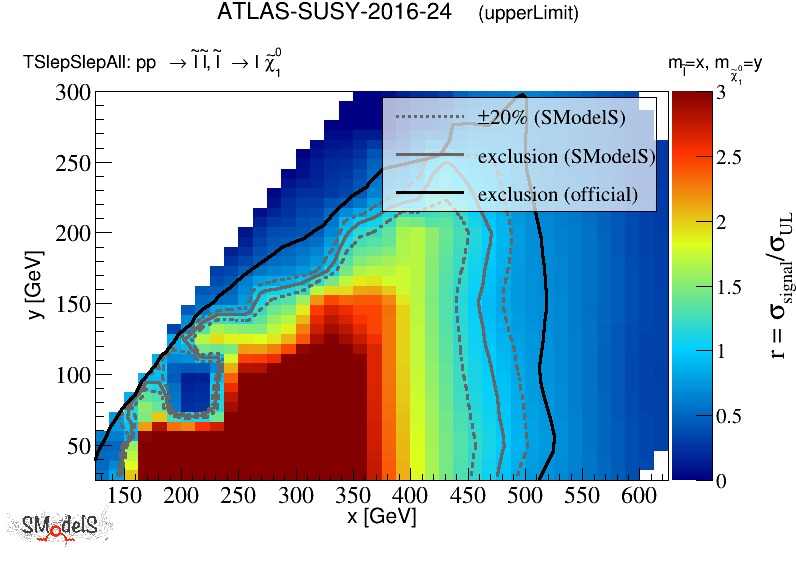 ATLAS-SUSY-2016-24 (upperLimit)
TSlepSlepAll: pp → l̃ l̃, l̃ → l χ̃⁰₁
m_l̃=x, m_χ̃⁰₁=y
±20% (SModelS)
exclusion (SModelS)
exclusion (official)
300
250
200
150
100
50
y [GeV]
150 200 250 300 350 400 450 500 550 600
x [GeV]
3
2.5
2
1.5
1
0.5
0
r = σ_signal/σ_UL
SModelS